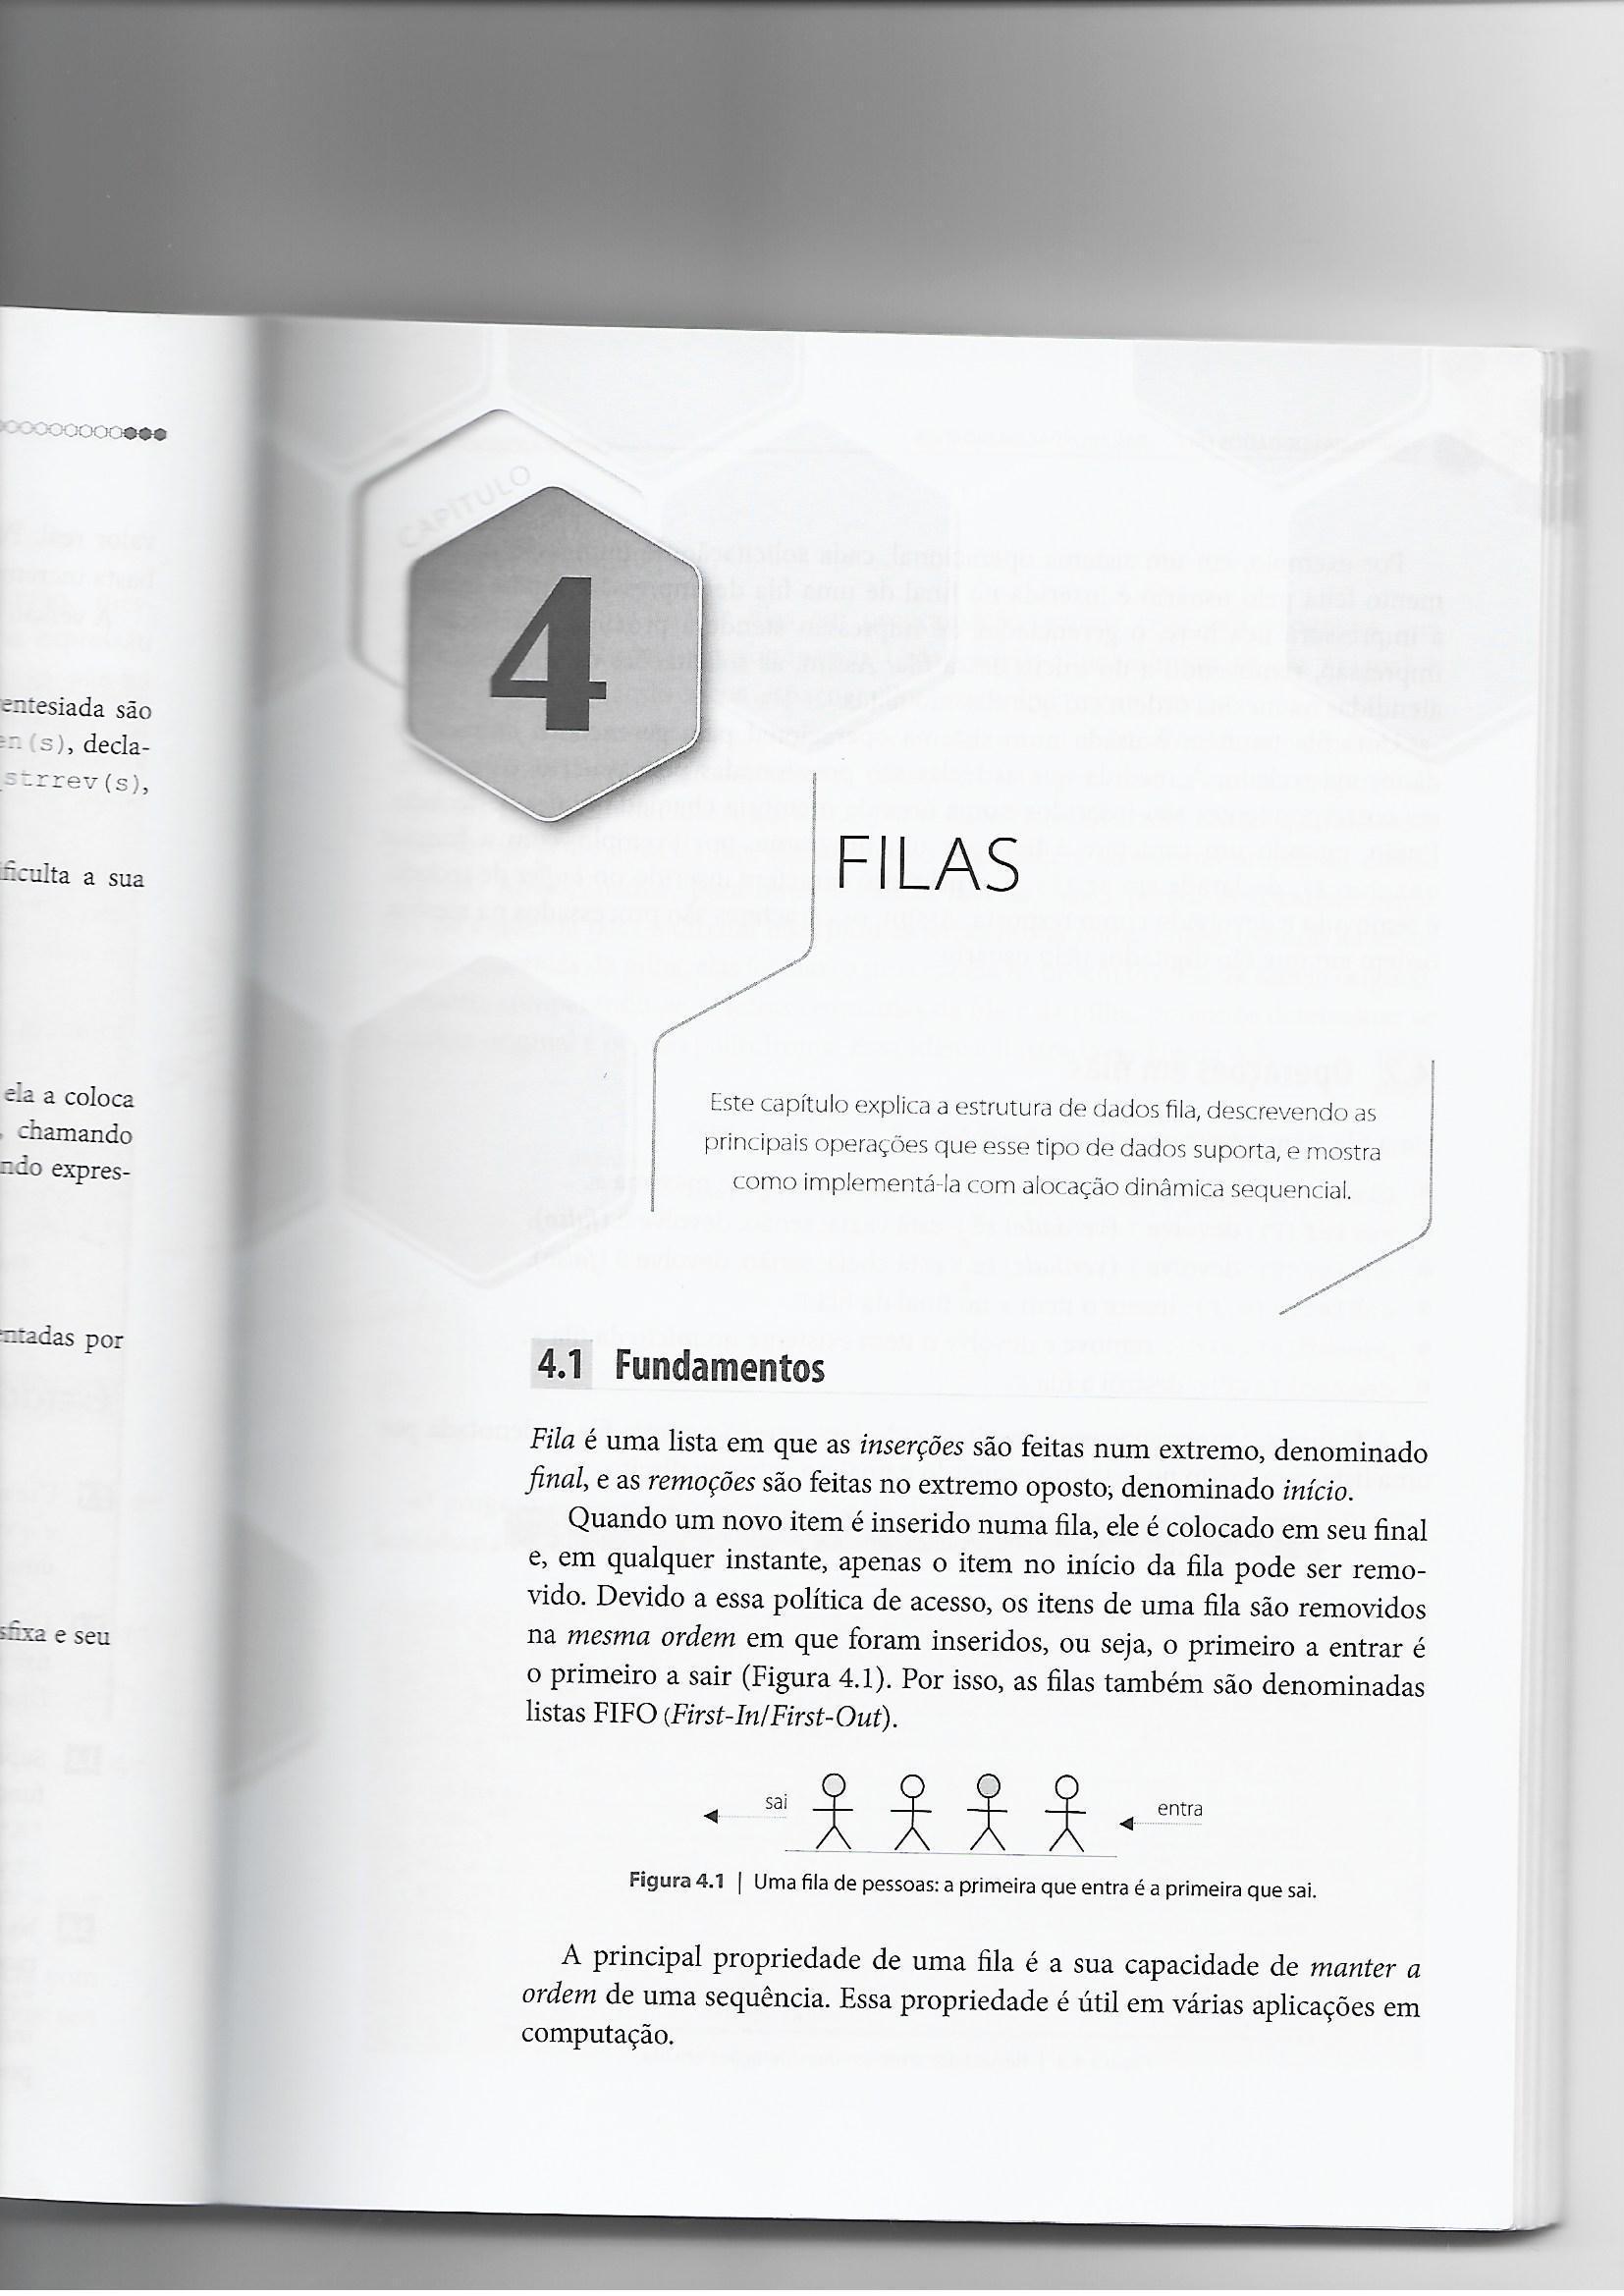 entesiada são
en(s), decla-
strrev(s),
ficulta a sua
ela a coloca
, chamando
ndo expres-
entadas por
sfixa e seu
CAPÍTULO
4
FILAS
Este capítulo explica a estrutura de dados fila, descrevendo as
principais operações que esse tipo de dados suporta, e mostra
como implementá-la com alocação dinâmica sequencial.
4.1 Fundamentos
Fila é uma lista em que as inserções são feitas num extremo, denominado
final, e as remoções são feitas no extremo oposto, denominado início.
Quando um novo item é inserido numa fila, ele é colocado em seu final
e, em qualquer instante, apenas o item no início da fila pode ser remo-
vido. Devido a essa política de acesso, os itens de uma fila são removidos
na mesma ordem em que foram inseridos, ou seja, o primeiro a entrar é
o primeiro a sair (Figura 4.1). Por isso, as filas também são denominadas
listas FIFO (First-In/First-Out).
sai
entra
Figura 4.1 | Uma fila de pessoas: a primeira que entra é a primeira que sai.
A principal propriedade de uma fila é a sua capacidade de manter a
ordem de uma sequência. Essa propriedade é útil em várias aplicações em
computação.